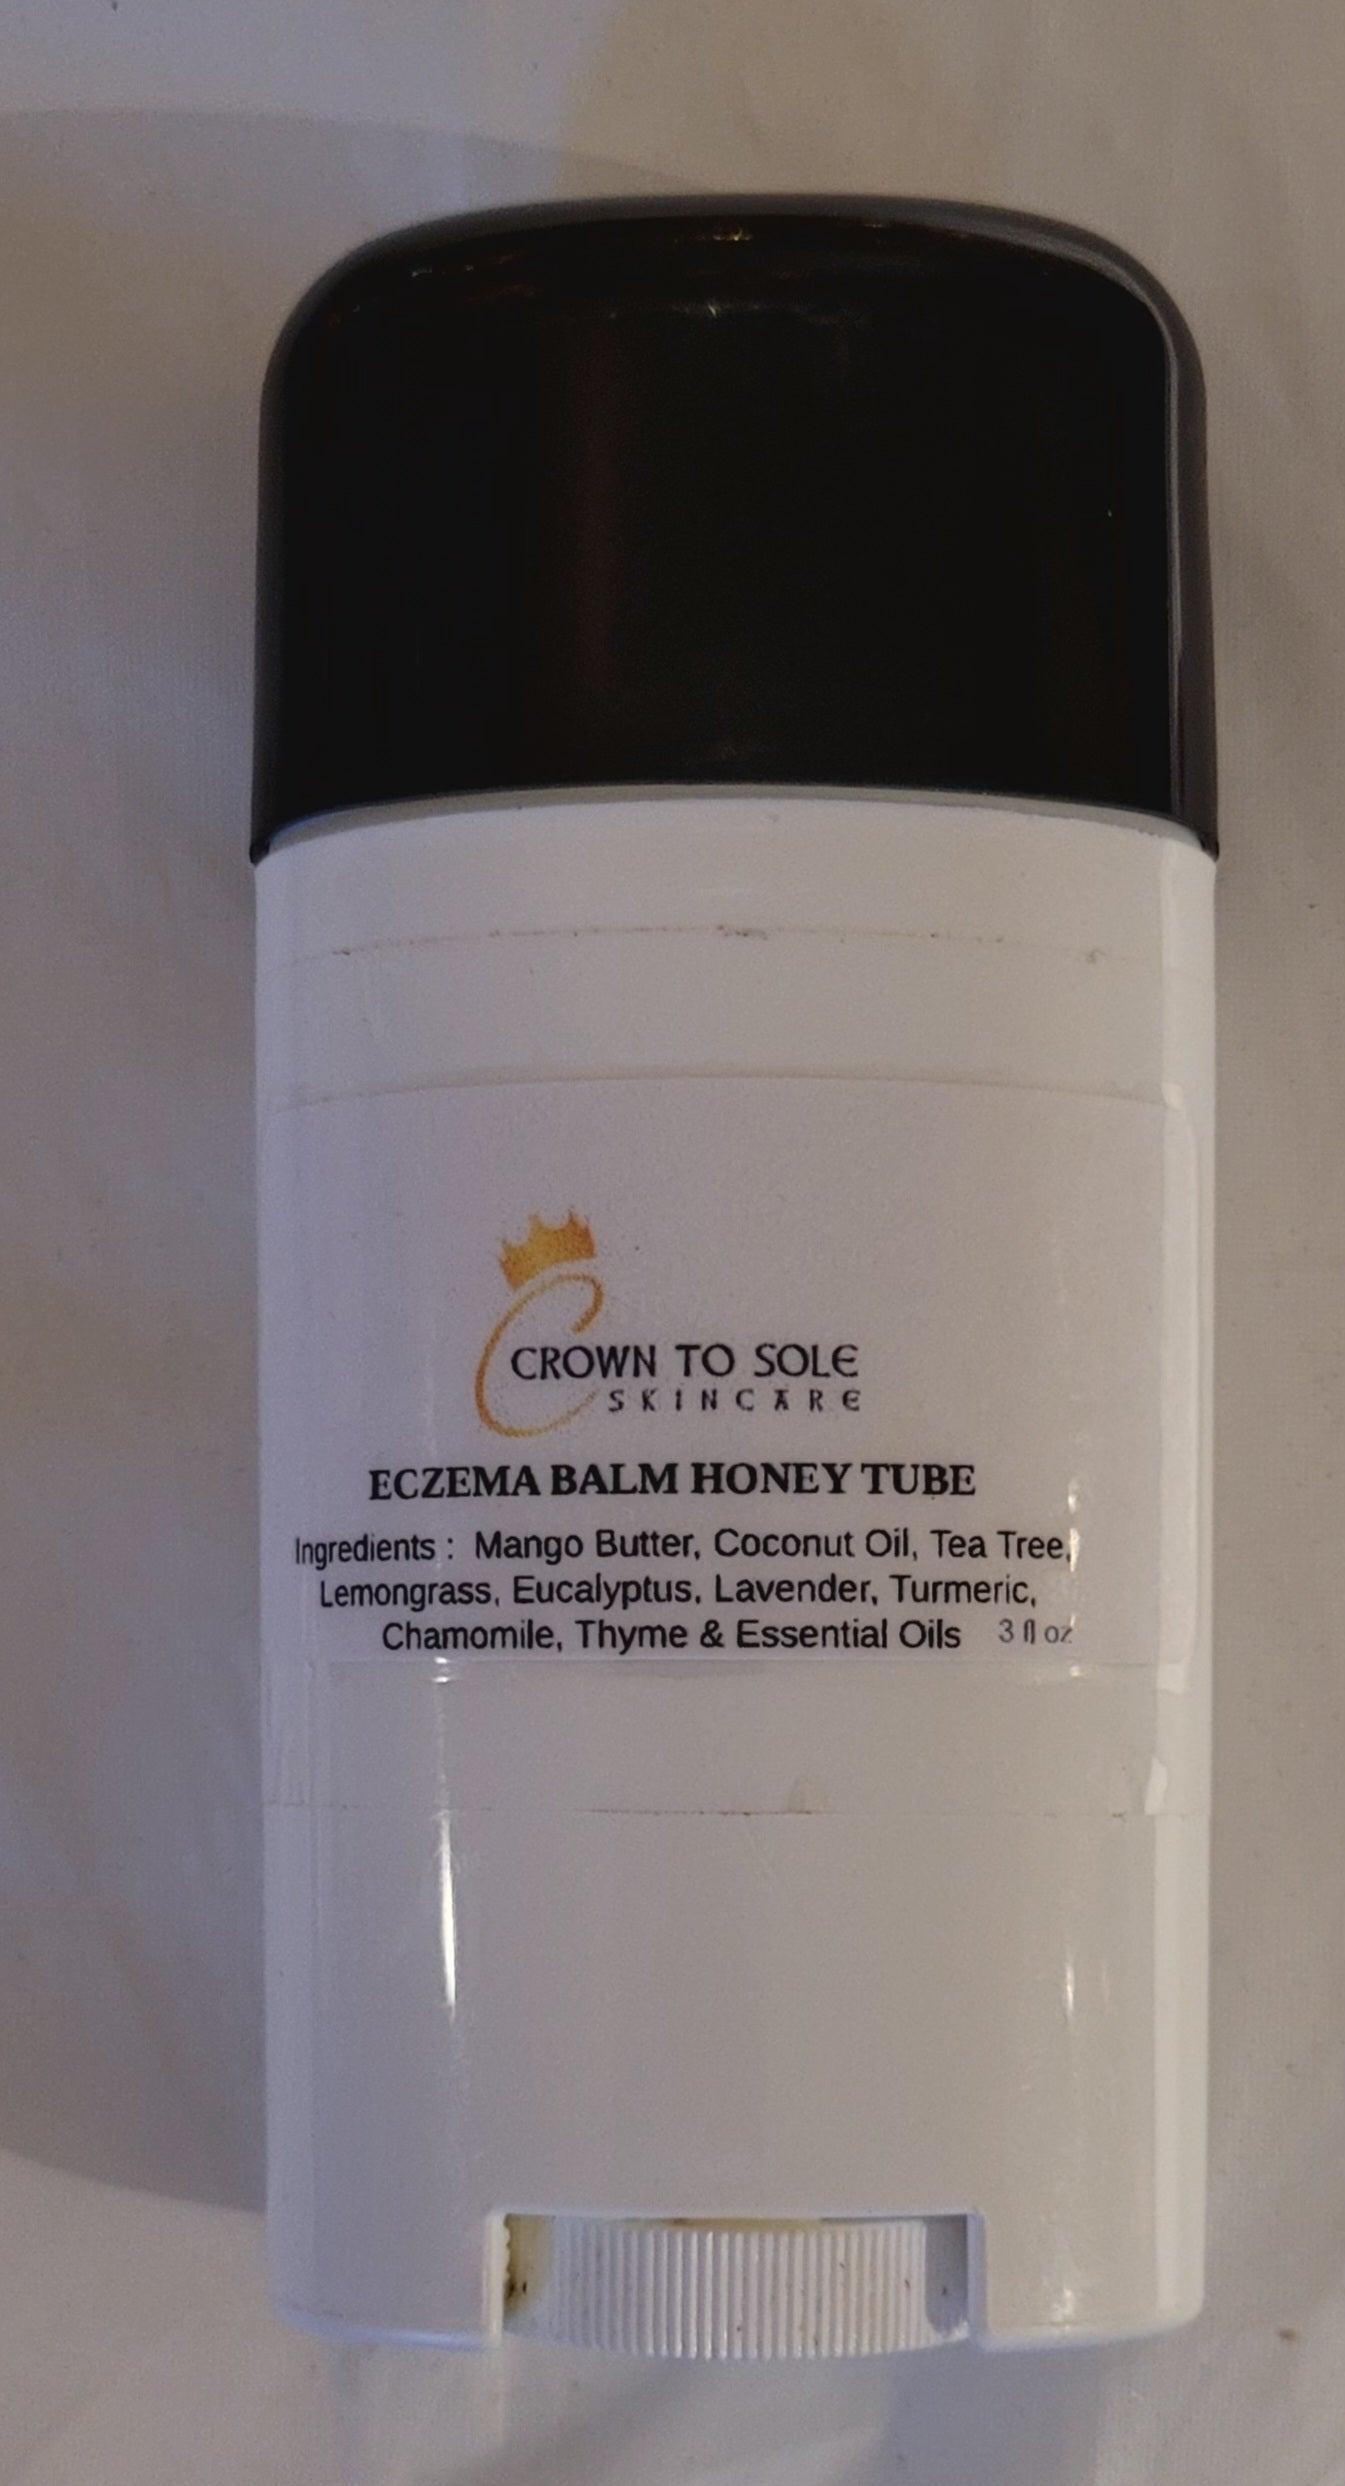 CROWN TO SOLE
SKINCARE
ECZEMA BALM HONEY TUBE
Ingredients : Mango Butter, Coconut Oil, Tea Tree,
Lemongrass, Eucalyptus, Lavender, Turmeric,
Chamomile, Thyme & Essential Oils 3 fl oz